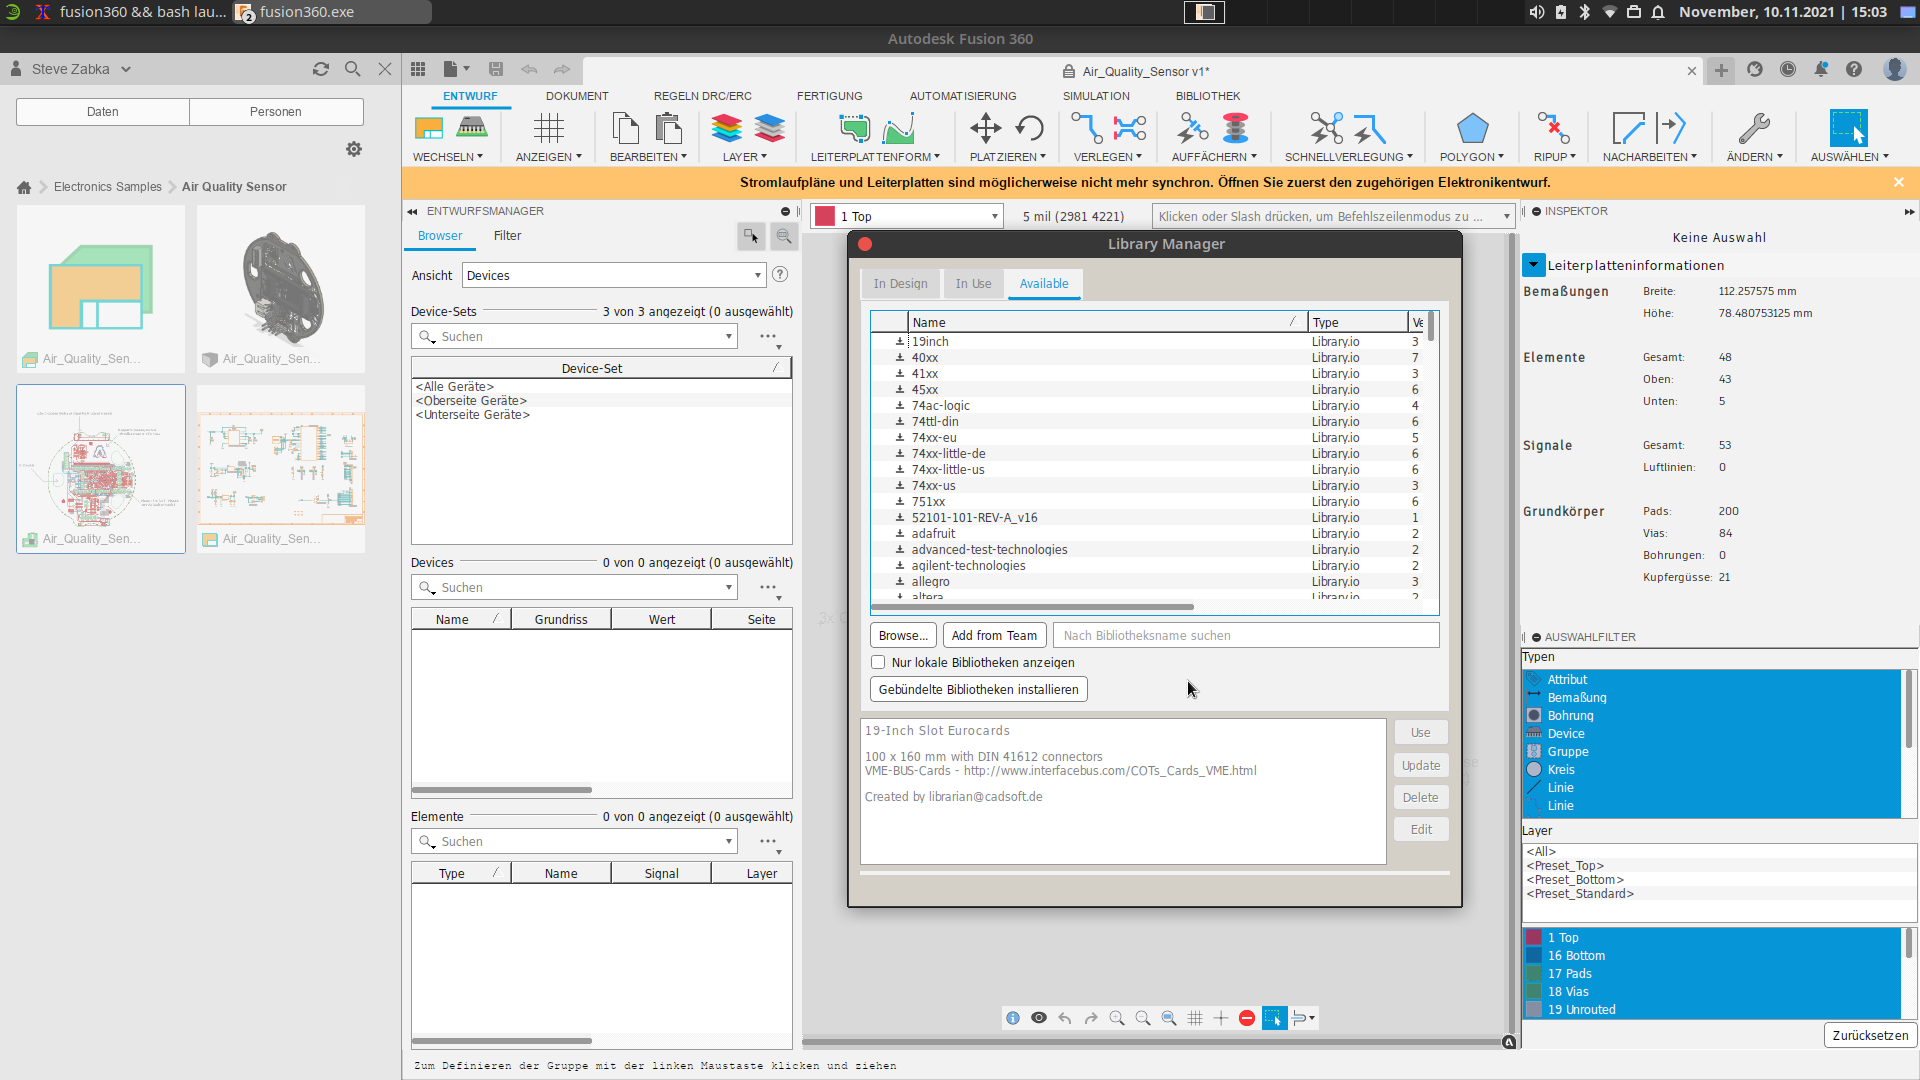 fusion360 && bash lau...
fusion360.exe
2
November, 10.11.2021 | 15:03
Autodesk Fusion 360
Steve Zabka
Air_Quality_Sensor v1*
Daten
Personen
ENTWURF
DOKUMENT
REGELN DRC/ERC
FERTIGUNG
AUTOMATISIERUNG
SIMULATION
BIBLIOTHEK
WECHSELN
ANZEIGEN
BEARBEITEN
LAYER
LEITERPLATTENFORM
PLATZIEREN
VERLEGEN
AUFFÄCHERN
SCHNELLVERLEGUNG
POLYGON
RIPUP
NACHARBEITEN
ÄNDERN
AUSWÄHLEN
Stromlaufpläne und Leiterplatten sind möglicherweise nicht mehr synchron. Öffnen Sie zuerst den zugehörigen Elektronikentwurf.
Electronics Samples
Air Quality Sensor
Air_Quality_Sen...
Air_Quality_Sen...
Air_Quality_Sen...
Air_Quality_Sen...
ENTWURFSMANAGER
Browser
Filter
Ansicht
Devices
Device-Sets
3 von 3 angezeigt (0 ausgewählt)
Suchen
Device-Set
<Alle Geräte>
<Oberseite Geräte>
<Unterseite Geräte>
Devices
0 von 0 angezeigt (0 ausgewählt)
Suchen
Name
Grundriss
Wert
Seite
Elemente
0 von 0 angezeigt (0 ausgewählt)
Suchen
Type
Name
Signal
Layer
1 Top
5 mil (2981 4221)
Klicken oder Slash drücken, um Befehlszeilenmodus zu ...
Library Manager
In Design
In Use
Available
Name
Type
Ve
19inch Library.io 3
40xx Library.io 7
41xx Library.io 3
45xx Library.io 6
74ac-logic Library.io 4
74ttl-din Library.io 6
74xx-eu Library.io 5
74xx-little-de Library.io 6
74xx-little-us Library.io 6
74xx-us Library.io 3
751xx Library.io 6
52101-101-REV-A_v16 Library.io 1
adafruit Library.io 2
advanced-test-technologies Library.io 2
agilent-technologies Library.io 2
allegro Library.io 3
altera Library.io 2
Browse...
Add from Team
Nach Bibliotheksname suchen
Nur lokale Bibliotheken anzeigen
Gebündelte Bibliotheken installieren
19-Inch Slot Eurocards
100 x 160 mm with DIN 41612 connectors
VME-BUS-Cards - http://www.interfacebus.com/COTs_Cards_VME.html
Created by librarian@cadsoft.de
Use
Update
Delete
Edit
INSPEKTOR
Keine Auswahl
Leiterplatteninformationen
Bemaßungen
Breite: 112.257575 mm
Höhe: 78.480753125 mm
Elemente
Gesamt: 48
Oben: 43
Unten: 5
Signale
Gesamt: 53
Luftlinien: 0
Grundkörper
Pads: 200
Vias: 84
Bohrungen: 0
Kupfergüsse: 21
AUSWAHLFILTER
Typen
Attribut
Bemaßung
Bohrung
Device
Gruppe
Kreis
Linie
Linie
Layer
<All>
<Preset_Top>
<Preset_Bottom>
<Preset_Standard>
1 Top
16 Bottom
17 Pads
18 Vias
19 Unrouted
Zurücksetzen
Zum Definieren der Gruppe mit der linken Maustaste klicken und ziehen